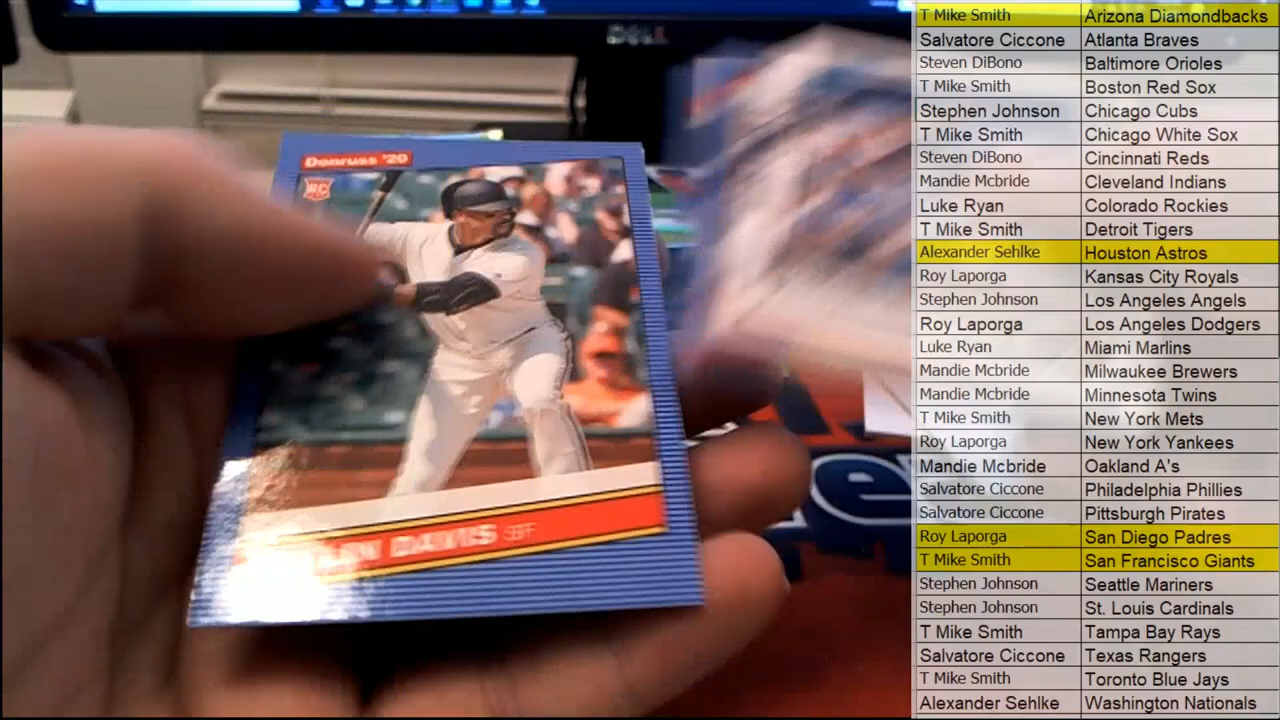 DELL
Donruss '20
RC
DAVIS SFF
T Mike Smith Arizona Diamondbacks
Salvatore Ciccone Atlanta Braves
Steven DiBono Baltimore Orioles
T Mike Smith Boston Red Sox
Stephen Johnson Chicago Cubs
T Mike Smith Chicago White Sox
Steven DiBono Cincinnati Reds
Mandie Mcbride Cleveland Indians
Luke Ryan Colorado Rockies
T Mike Smith Detroit Tigers
Alexander Sehlke Houston Astros
Roy Laporga Kansas City Royals
Stephen Johnson Los Angeles Angels
Roy Laporga Los Angeles Dodgers
Luke Ryan Miami Marlins
Mandie Mcbride Milwaukee Brewers
Mandie Mcbride Minnesota Twins
T Mike Smith New York Mets
Roy Laporga New York Yankees
Mandie Mcbride Oakland A's
Salvatore Ciccone Philadelphia Phillies
Salvatore Ciccone Pittsburgh Pirates
Roy Laporga San Diego Padres
T Mike Smith San Francisco Giants
Stephen Johnson Seattle Mariners
Stephen Johnson St. Louis Cardinals
T Mike Smith Tampa Bay Rays
Salvatore Ciccone Texas Rangers
T Mike Smith Toronto Blue Jays
Alexander Sehlke Washington Nationals